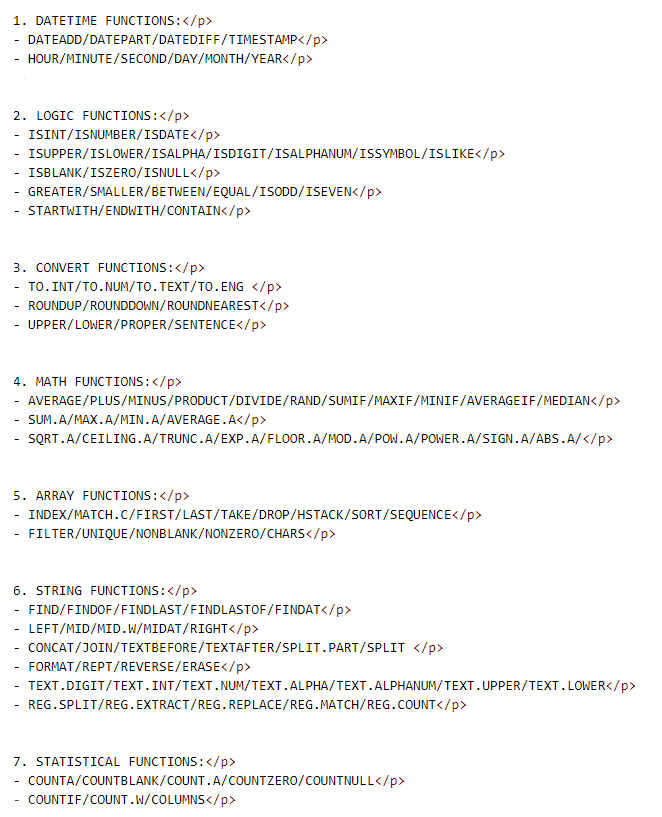 1. DATETIME FUNCTIONS:</p>
- DATEADD/DATEPART/DATEDIFF/TIMESTAMP</p>
- HOUR/MINUTE/SECOND/DAY/MONTH/YEAR</p>
2. LOGIC FUNCTIONS:</p>
- ISINT/ISNUMBER/ISDATE</p>
- ISUPPER/ISLOWER/ISALPHA/ISDIGIT/ISALPHANUM/ISSYMBOL/ISLIKE</p>
- ISBLANK/ISZERO/ISNULL</p>
- GREATER/SMALLER/BETWEEN/EQUAL/ISODD/ISEVEN</p>
- STARTWITH/ENDWITH/CONTAIN</p>
3. CONVERT FUNCTIONS:</p>
- TO.INT/TO.NUM/TO.TEXT/TO.ENG </p>
- ROUNDUP/ROUNDDOWN/ROUNDNEAREST</p>
- UPPER/LOWER/PROPER/SENTENCE</p>
4. MATH FUNCTIONS:</p>
- AVERAGE/PLUS/MINUS/PRODUCT/DIVIDE/RAND/SUMIF/MAXIF/MINIF/AVERAGEIF/MEDIAN</p>
- SUM.A/MAX.A/MIN.A/AVERAGE.A</p>
- SQRT.A/CEILING.A/TRUNC.A/EXP.A/FLOOR.A/MOD.A/POW.A/POWER.A/SIGN.A/ABS.A/</p>
5. ARRAY FUNCTIONS:</p>
- INDEX/MATCH.C/FIRST/LAST/TAKE/DROP/HSTACK/SORT/SEQUENCE</p>
- FILTER/UNIQUE/NONBLANK/NONZERO/CHARS</p>
6. STRING FUNCTIONS:</p>
- FIND/FINDOF/FINDLAST/FINDLASTOF/FINDAT</p>
- LEFT/MID/MID.W/MIDAT/RIGHT</p>
- CONCAT/JOIN/TEXTBEFORE/TEXTAFTER/SPLIT.PART/SPLIT </p>
- FORMAT/REPT/REVERSE/ERASE</p>
- TEXT.DIGIT/TEXT.INT/TEXT.NUM/TEXT.ALPHA/TEXT.ALPHANUM/TEXT.UPPER/TEXT.LOWER</p>
- REG.SPLIT/REG.EXTRACT/REG.REPLACE/REG.MATCH/REG.COUNT</p>
7. STATISTICAL FUNCTIONS:</p>
- COUNTA/COUNTBLANK/COUNT.A/COUNTZERO/COUNTNULL</p>
- COUNTIF/COUNT.W/COLUMNS</p>